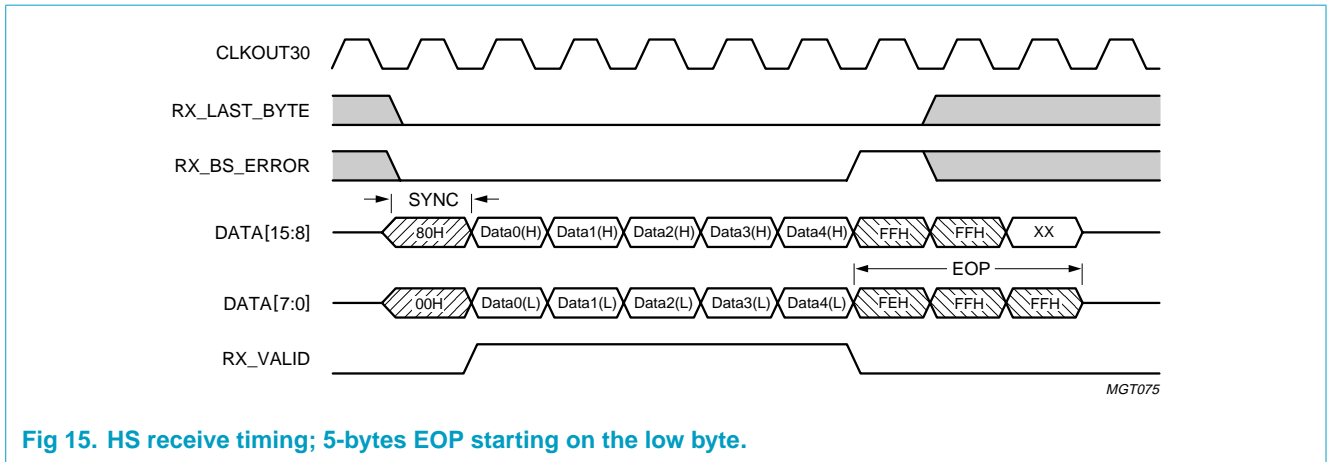 CLKOUT30
RX_LAST_BYTE
RX_BS_ERROR
SYNC
DATA[15:8] 80H Data0(H) Data1(H) Data2(H) Data3(H) Data4(H) FFH FFH XX
EOP
DATA[7:0] 00H Data0(L) Data1(L) Data2(L) Data3(L) Data4(L) FEH FFH FFH
RX_VALID
MGT075
Fig 15. HS receive timing; 5-bytes EOP starting on the low byte.